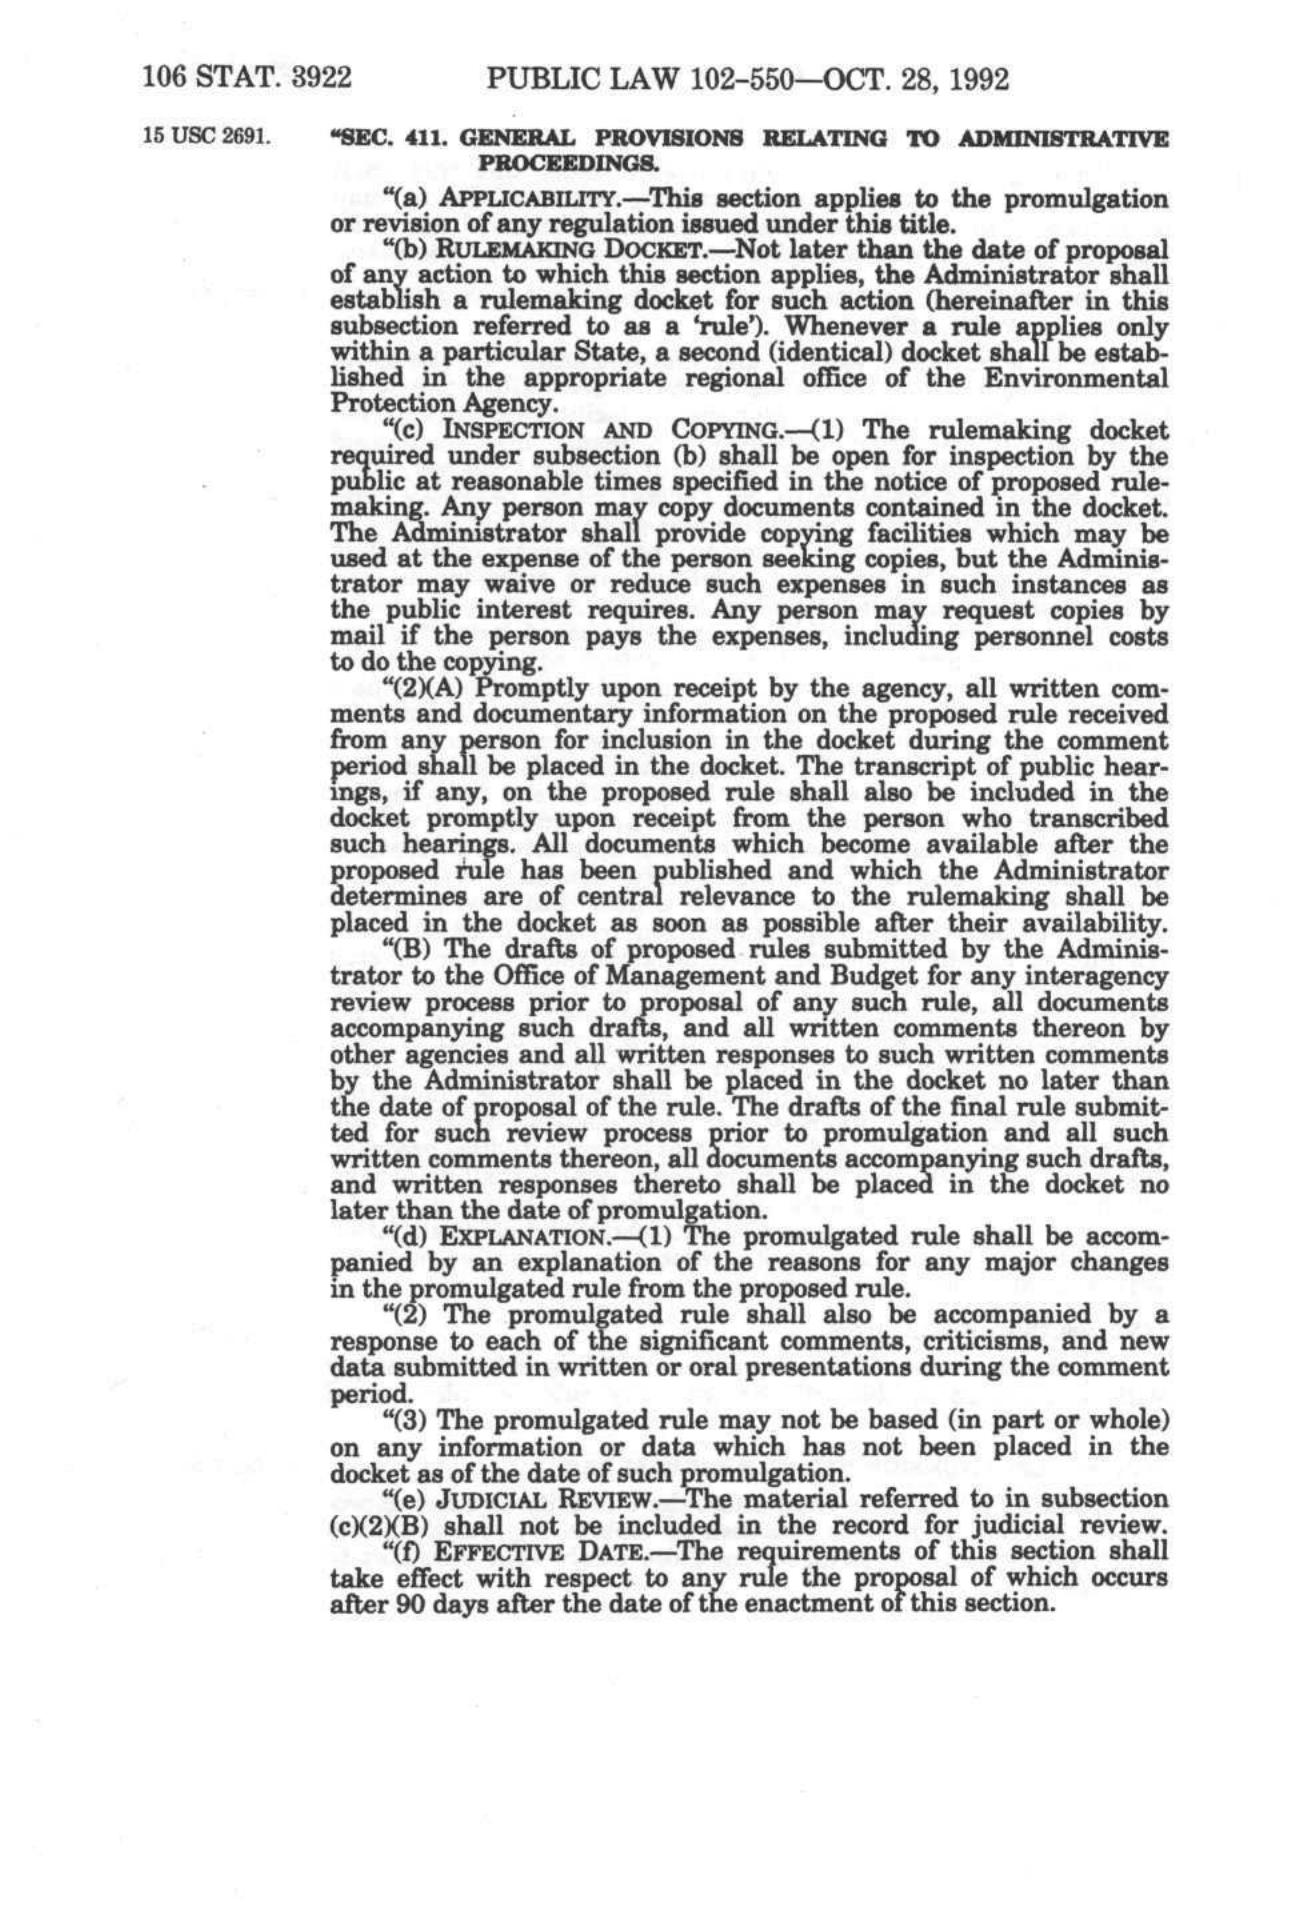 106 STAT. 3922 PUBLIC LAW 102-550—OCT. 28, 1992
15 USC 2691.
“SEC. 411. GENERAL PROVISIONS RELATING TO ADMINISTRATIVE
PROCEEDINGS.
“(a) APPLICABILITY.—This section applies to the promulgation
or revision of any regulation issued under this title.
“(b) RULEMAKING DOCKET.—Not later than the date of proposal
of any action to which this section applies, the Administrator shall
establish a rulemaking docket for such action (hereinafter in this
subsection referred to as a ‘rule’). Whenever a rule applies only
within a particular State, a second (identical) docket shall be estab-
lished in the appropriate regional office of the Environmental
Protection Agency.
“(c) INSPECTION AND COPYING.—(1) The rulemaking docket
required under subsection (b) shall be open for inspection by the
public at reasonable times specified in the notice of proposed rule-
making. Any person may copy documents contained in the docket.
The Administrator shall provide copying facilities which may be
used at the expense of the person seeking copies, but the Adminis-
trator may waive or reduce such expenses in such instances as
the public interest requires. Any person may request copies by
mail if the person pays the expenses, including personnel costs
to do the copying.
“(2)(A) Promptly upon receipt by the agency, all written com-
ments and documentary information on the proposed rule received
from any person for inclusion in the docket during the comment
period shall be placed in the docket. The transcript of public hear-
ings, if any, on the proposed rule shall also be included in the
docket promptly upon receipt from the person who transcribed
such hearings. All documents which become available after the
proposed rule has been published and which the Administrator
determines are of central relevance to the rulemaking shall be
placed in the docket as soon as possible after their availability.
“(B) The drafts of proposed rules submitted by the Adminis-
trator to the Office of Management and Budget for any interagency
review process prior to proposal of any such rule, all documents
accompanying such drafts, and all written comments thereon by
other agencies and all written responses to such written comments
by the Administrator shall be placed in the docket no later than
the date of proposal of the rule. The drafts of the final rule submit-
ted for such review process prior to promulgation and all such
written comments thereon, all documents accompanying such drafts,
and written responses thereto shall be placed in the docket no
later than the date of promulgation.
“(d) EXPLANATION.—(1) The promulgated rule shall be accom-
panied by an explanation of the reasons for any major changes
in the promulgated rule from the proposed rule.
“(2) The promulgated rule shall also be accompanied by a
response to each of the significant comments, criticisms, and new
data submitted in written or oral presentations during the comment
period.
“(3) The promulgated rule may not be based (in part or whole)
on any information or data which has not been placed in the
docket as of the date of such promulgation.
“(e) JUDICIAL REVIEW.—The material referred to in subsection
(c)(2)(B) shall not be included in the record for judicial review.
“(f) EFFECTIVE DATE.—The requirements of this section shall
take effect with respect to any rule the proposal of which occurs
after 90 days after the date of the enactment of this section.